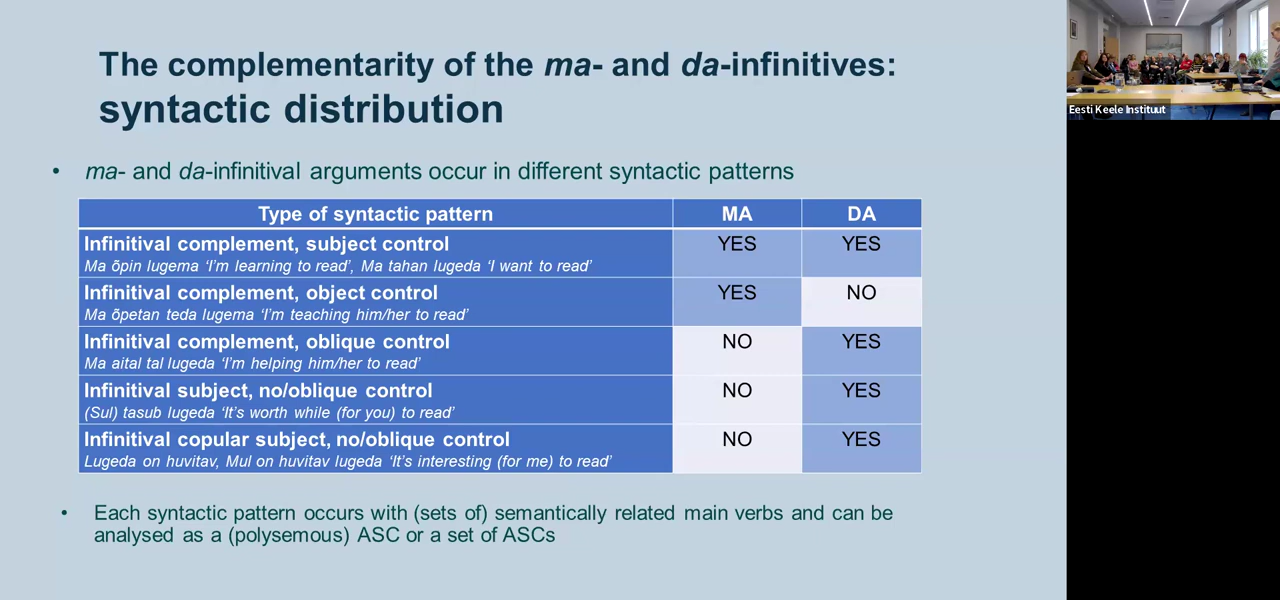 The complementarity of the ma- and da-infinitives:
syntactic distribution
• ma- and da-infinitival arguments occur in different syntactic patterns
Type of syntactic pattern MA DA
Infinitival complement, subject control YES YES
Ma õpin lugema ‘I’m learning to read’, Ma tahan lugeda ‘I want to read’
Infinitival complement, object control YES NO
Ma õpetan teda lugema ‘I’m teaching him/her to read’
Infinitival complement, oblique control NO YES
Ma aital tal lugeda ‘I’m helping him/her to read’
Infinitival subject, no/oblique control NO YES
(Sul) tasub lugeda ‘It’s worth while (for you) to read’
Infinitival copular subject, no/oblique control NO YES
Lugeda on huvitav, Mul on huvitav lugeda ‘It’s interesting (for me) to read’
• Each syntactic pattern occurs with (sets of) semantically related main verbs and can be
analysed as a (polysemous) ASC or a set of ASCs
Eesti Keele Instituut